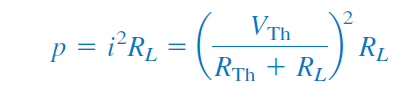 p = i²R_L = (V_Th / (R_Th + R_L))² R_L